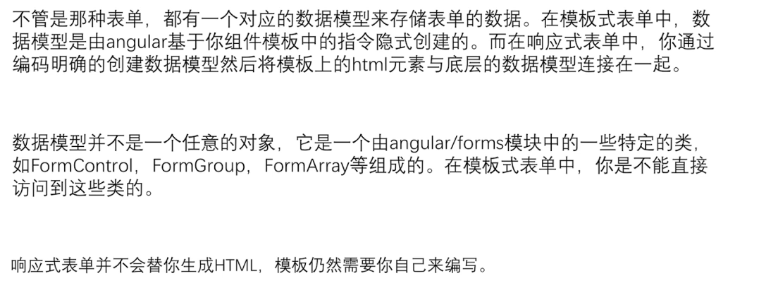 不管是那种表单，都有一个对应的数据模型来存储表单的数据。在模板式表单中，数
据模型是由angular基于你组件模板中的指令隐式创建的。而在响应式表单中，你通过
编码明确的创建数据模型然后将模板上的html元素与底层的数据模型连接在一起。
数据模型并不是一个任意的对象，它是一个由angular/forms模块中的一些特定的类，
如FormControl，FormGroup，FormArray等组成的。在模板式表单中，你是不能直接
访问到这些类的。
响应式表单并不会替你生成HTML，模板仍然需要你自己来编写。